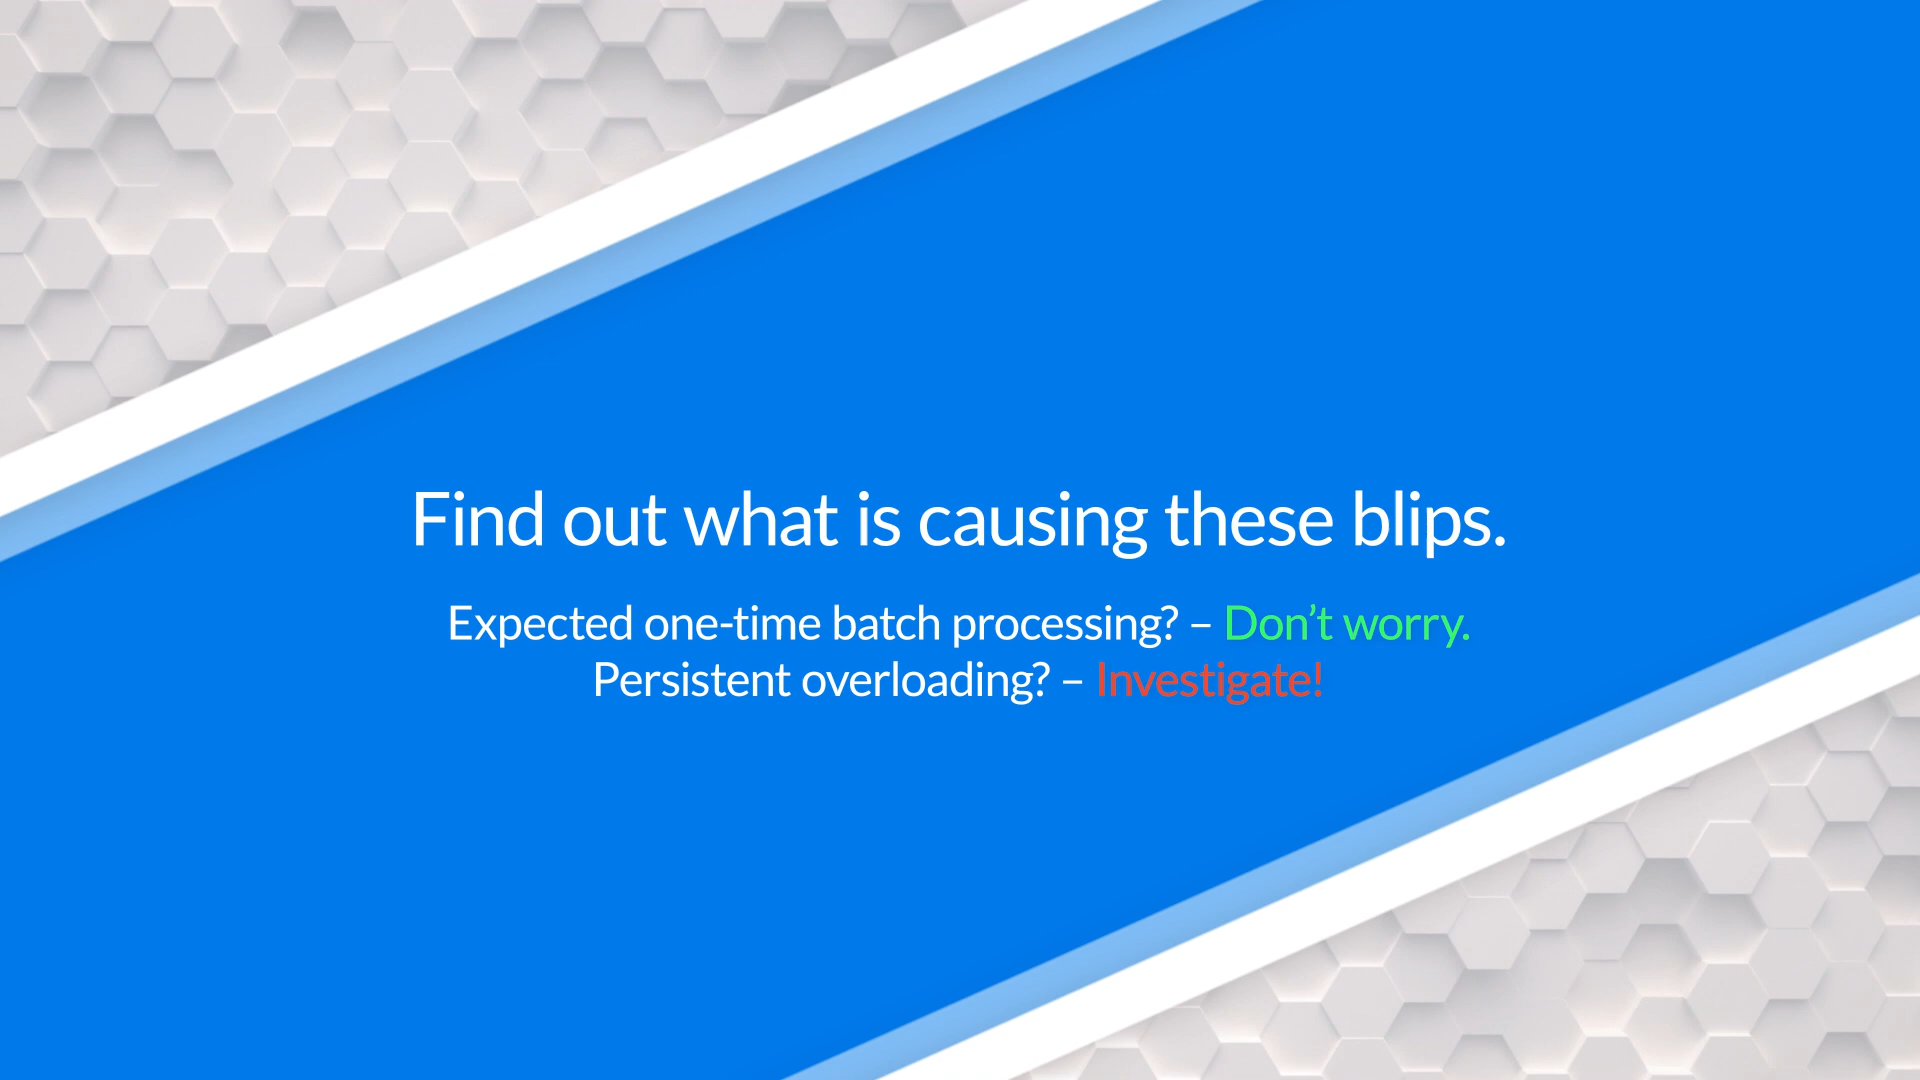 Find out what is causing these blips.
Expected one-time batch processing? – Don’t worry.
Persistent overloading? – Investigate!